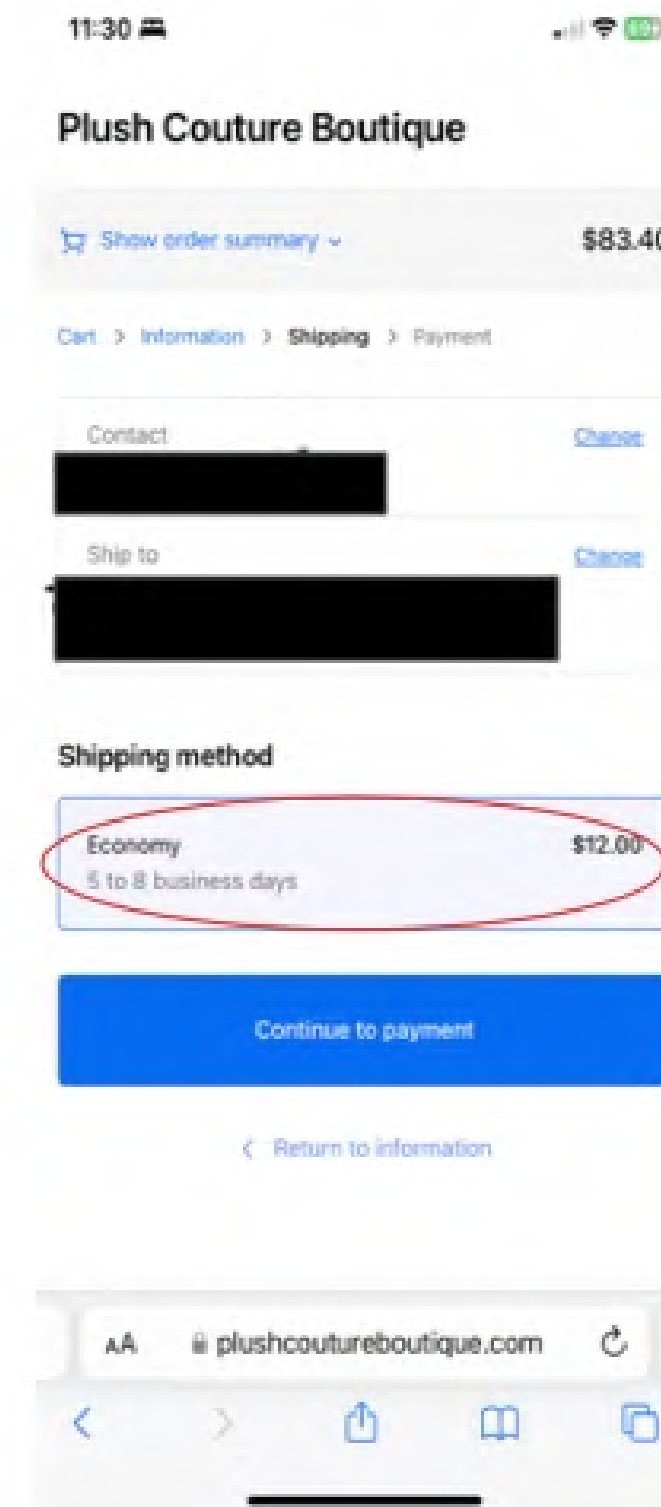 11:30
Plush Couture Boutique
Show order summary $83.40
Cart > Information > Shipping > Payment
Contact Change
Ship to Change
Shipping method
Economy $12.00
5 to 8 business days
Continue to payment
< Return to information
AA plushcoutureboutique.com